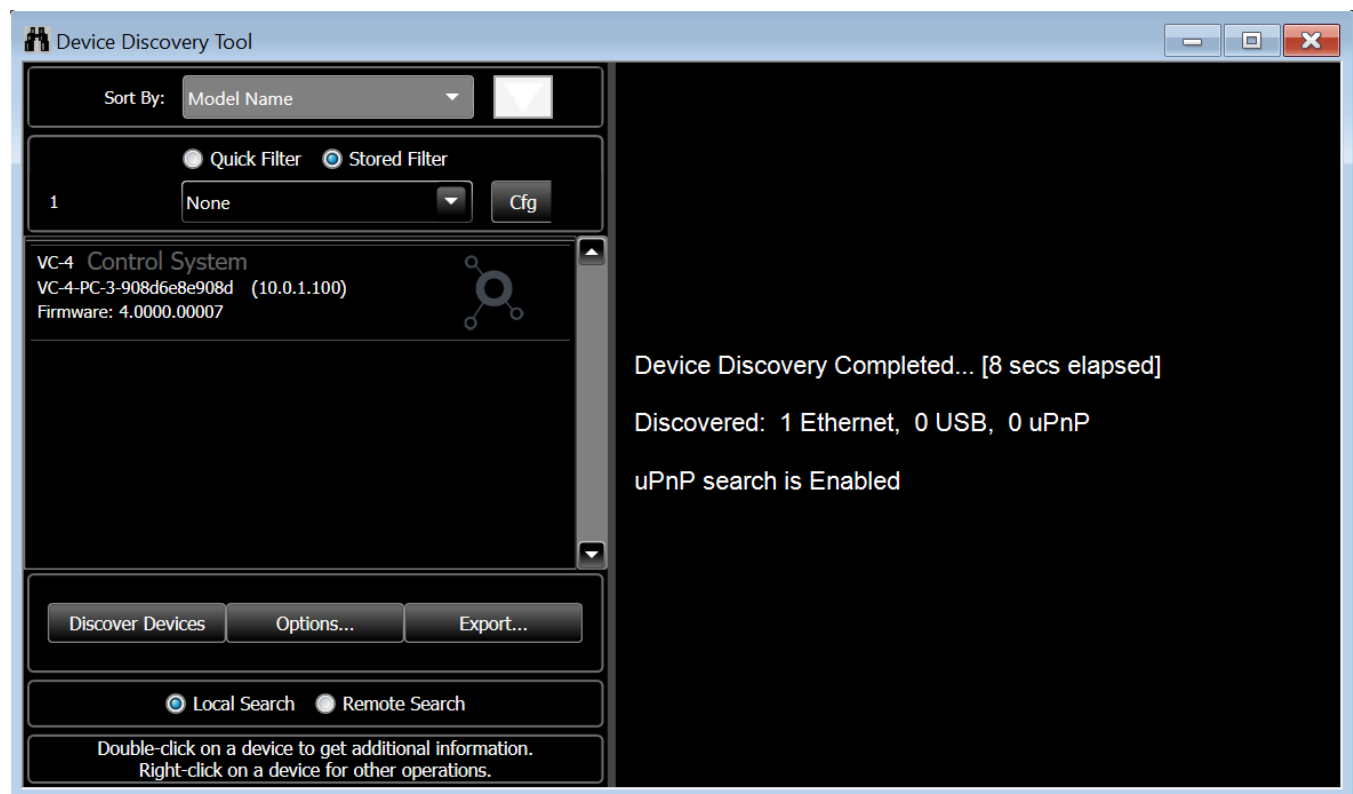 Device Discovery Tool
Sort By: Model Name
Quick Filter Stored Filter
1 None Cfg
VC-4 Control System
VC-4-PC-3-908d6e8e908d (10.0.1.100)
Firmware: 4.0000.00007
Device Discovery Completed... [8 secs elapsed]
Discovered: 1 Ethernet, 0 USB, 0 uPnP
uPnP search is Enabled
Discover Devices Options... Export...
Local Search Remote Search
Double-click on a device to get additional information.
Right-click on a device for other operations.